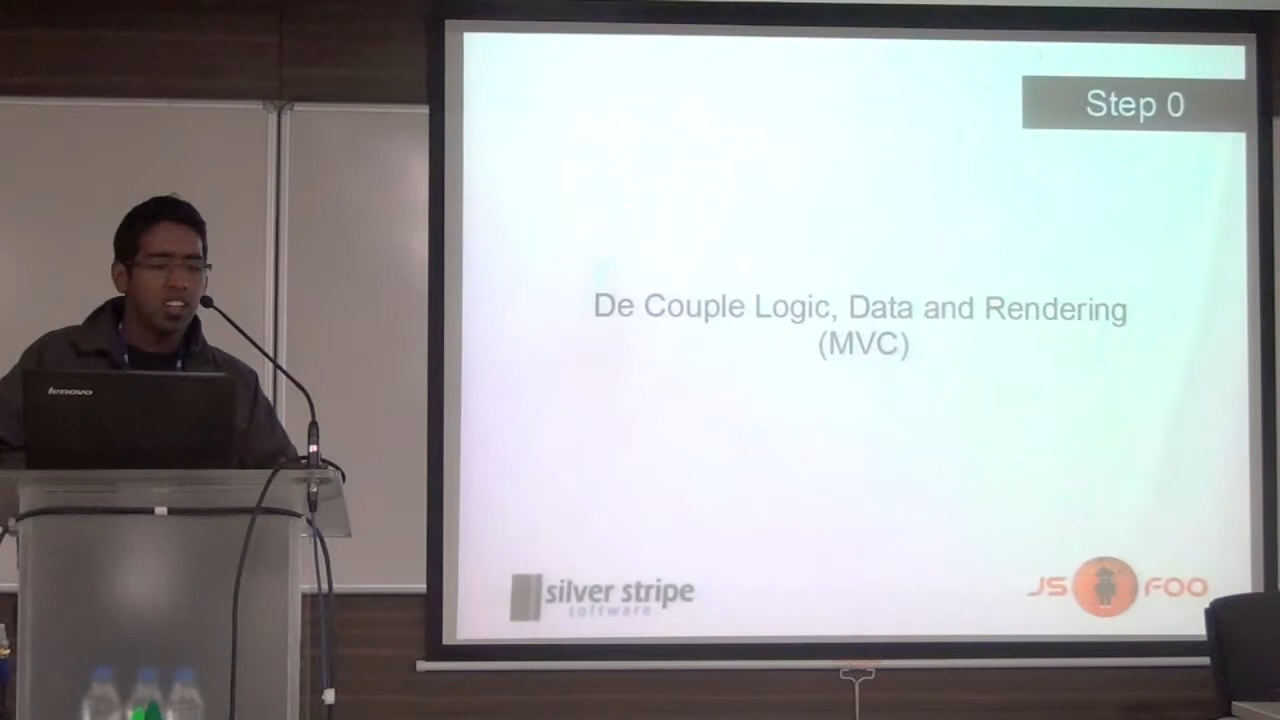 Step 0
De Couple Logic, Data and Rendering
(MVC)
lenovo
silver stripe
software
JS FOO